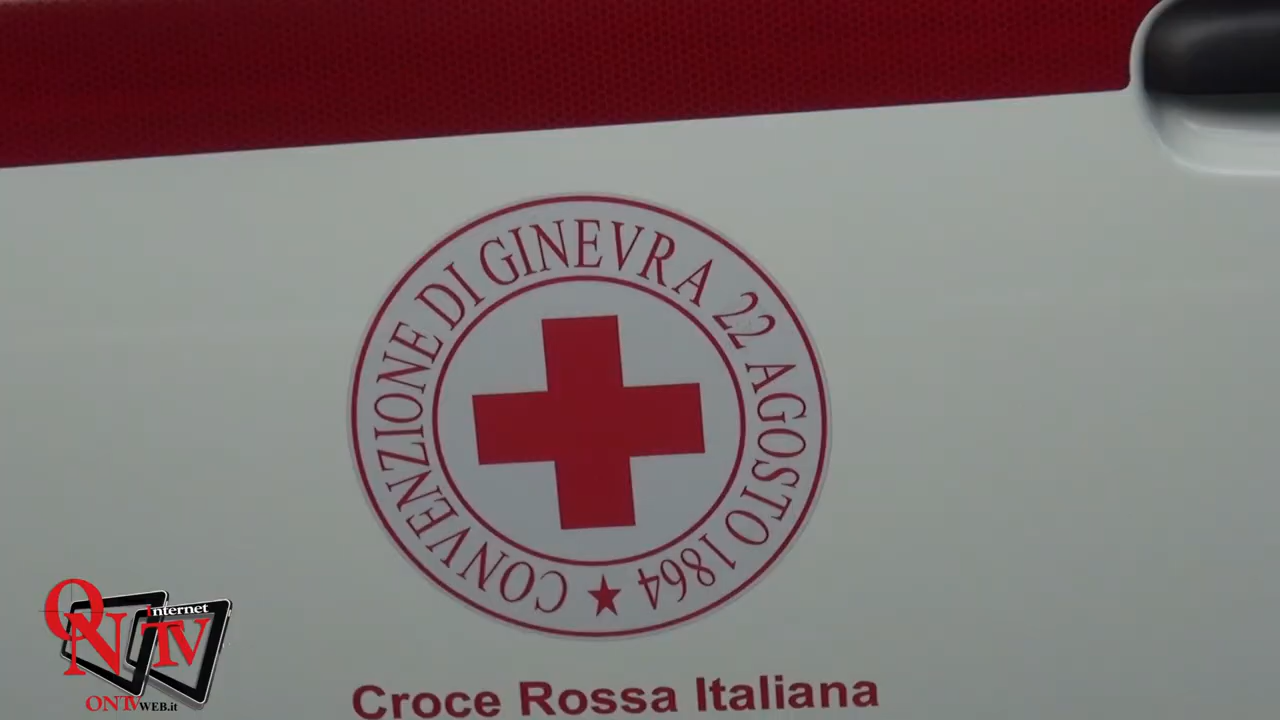 CONVENZIONE DI GINEVRA 22 AGOSTO 1864
Croce Rossa Italiana
ON Internet TV
ONTVWEB.it